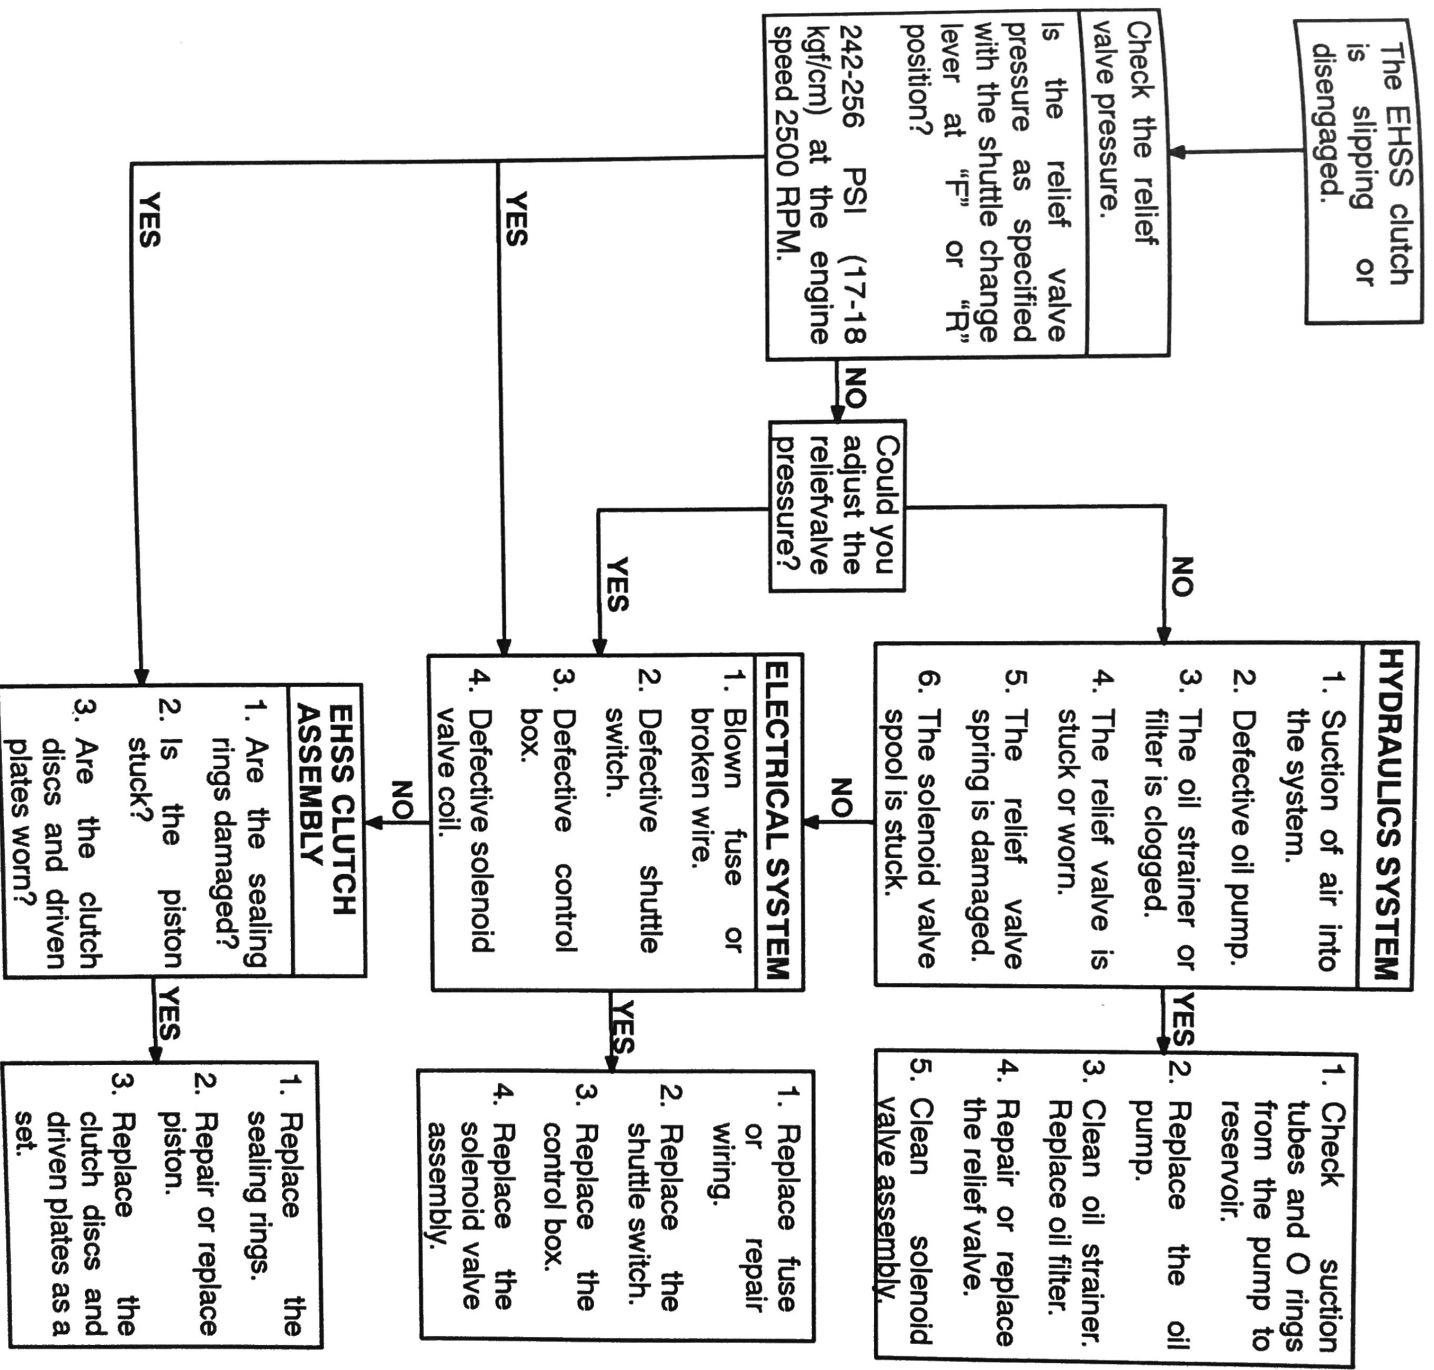 The EHSS clutch
is slipping or
disengaged.
Check the relief
valve pressure.
Is the relief valve
pressure as specified
with the shuttle change
lever at "F" or "R"
position?
242-256 PSI (17-18
kgf/cm) at the engine
speed 2500 RPM.
NO
YES
YES
Could you
adjust the
reliefvalve
pressure?
NO
YES
HYDRAULICS SYSTEM
1. Suction of air into
the system.
2. Defective oil pump.
3. The oil strainer or
filter is clogged.
4. The relief valve is
stuck or worn.
5. The relief valve
spring is damaged.
6. The solenoid valve
spool is stuck.
YES
1. Check suction
tubes and O rings
from the pump to
reservoir.
2. Replace the oil
pump.
3. Clean oil strainer.
Replace oil filter.
4. Repair or replace
the relief valve.
5. Clean solenoid
valve assembly.
NO
ELECTRICAL SYSTEM
1. Blown fuse or
broken wire.
2. Defective shuttle
switch.
3. Defective control
box.
4. Defective solenoid
valve coil.
YES
1. Replace fuse
or repair
wiring.
2. Replace the
shuttle switch.
3. Replace the
control box.
4. Replace the
solenoid valve
assembly.
NO
EHSS CLUTCH
ASSEMBLY
1. Are the sealing
rings damaged?
2. Is the piston
stuck?
3. Are the clutch
discs and driven
plates worn?
YES
1. Replace the
sealing rings.
2. Repair or replace
piston.
3. Replace the
clutch discs and
driven plates as a
set.